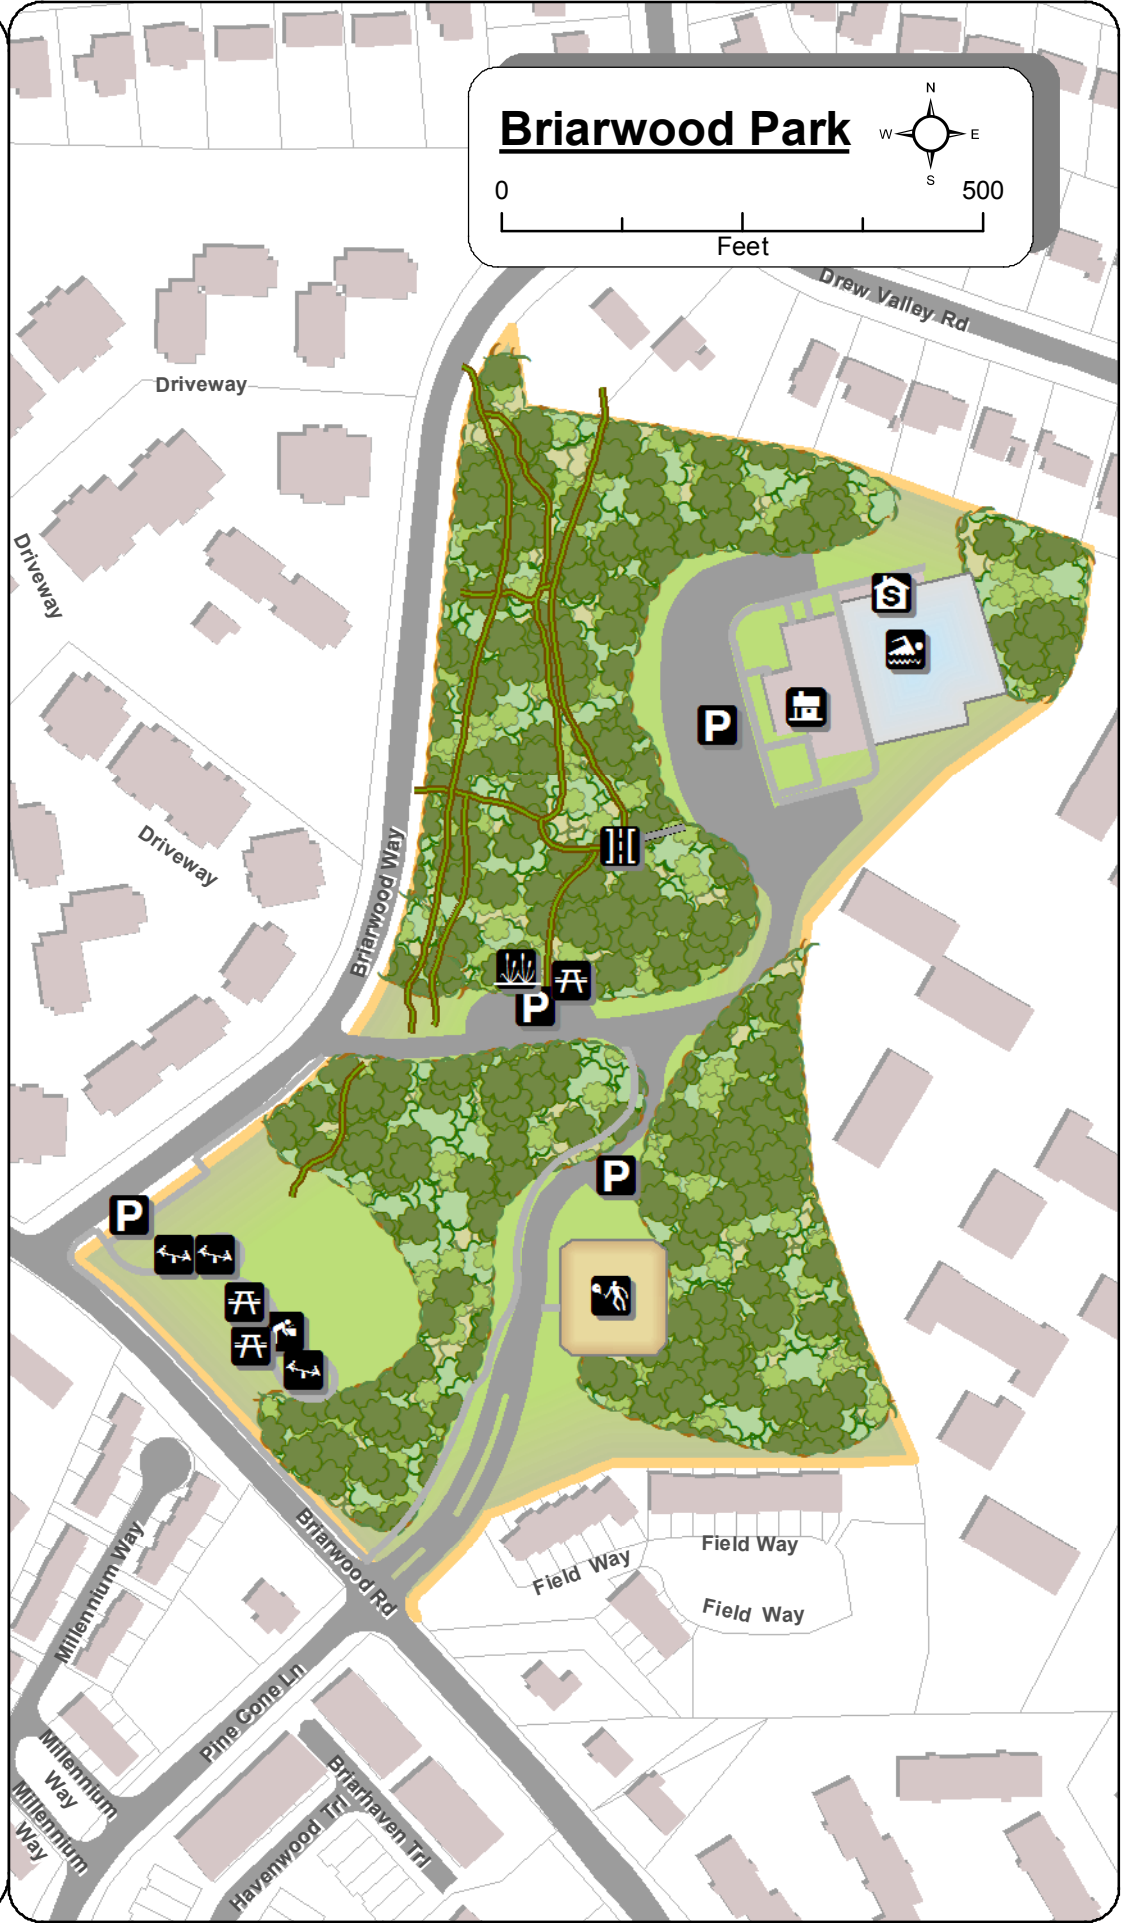 N
Briarwood Park
W
E
S
0
500
Feet
Drew Valley Rd
Driveway
Driveway
Driveway
Briarwood Way
S
P
P
P
P
Briarwood Rd
Field Way
Field Way
Field Way
Millennium Way
Pine Cone Ln
Millennium
Way
Millennium
Way
Briarhaven Trl
Havenwood Trl